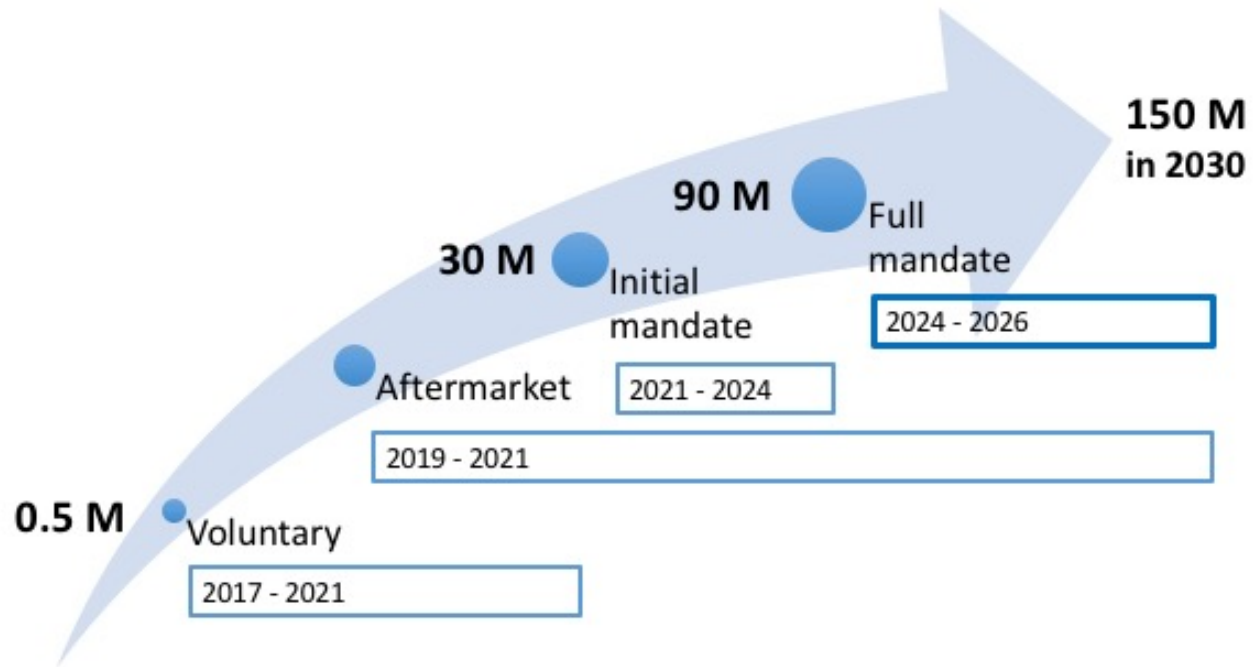 150 M
in 2030
90 M
Full
mandate
2024 - 2026
30 M
Initial
mandate
2021 - 2024
Aftermarket
2019 - 2021
0.5 M
Voluntary
2017 - 2021